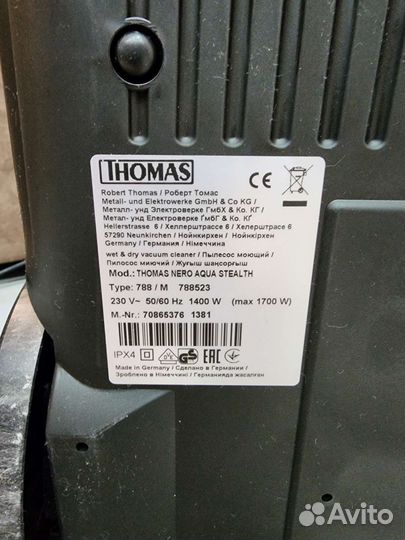 THOMAS
Robert Thomas / Роберт Томас
Metall- und Elektrowerke GmbH & Co KG /
Металл- унд Электроверке ГмбХ & Ко. КГ /
Метал- унд Електроверке ГмбГ & Ко. КГ
Hellerstrasse 6 / Хеллерштрассе 6 / Хелерштрасе 6
57290 Neunkirchen / Нойнкирхен / Нойнкірхен
Germany / Германия / Німеччина
wet & dry vacuum cleaner / Пылесос моющий /
Пилосос миючий / Жуғыш шаңсорғыш
Mod.: THOMAS NERO AQUA STEALTH
Type: 788 / M 788523
230 V~ 50/60 Hz 1400 W (max 1700 W)
M.-Nr.: 70865376 1381
IPX4 GS EAC
Made in Germany / Сделано в Германии /
Зроблено в Німеччині / Германияда жасалған
Avito